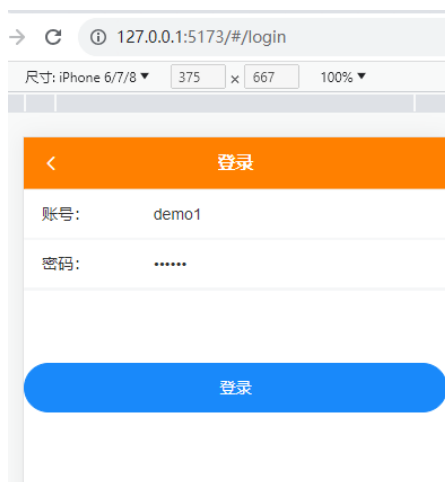 127.0.0.1:5173/#/login
尺寸: iPhone 6/7/8 ▼ 375 x 667 100% ▼
登录
账号： demo1
密码： ••••••
登录